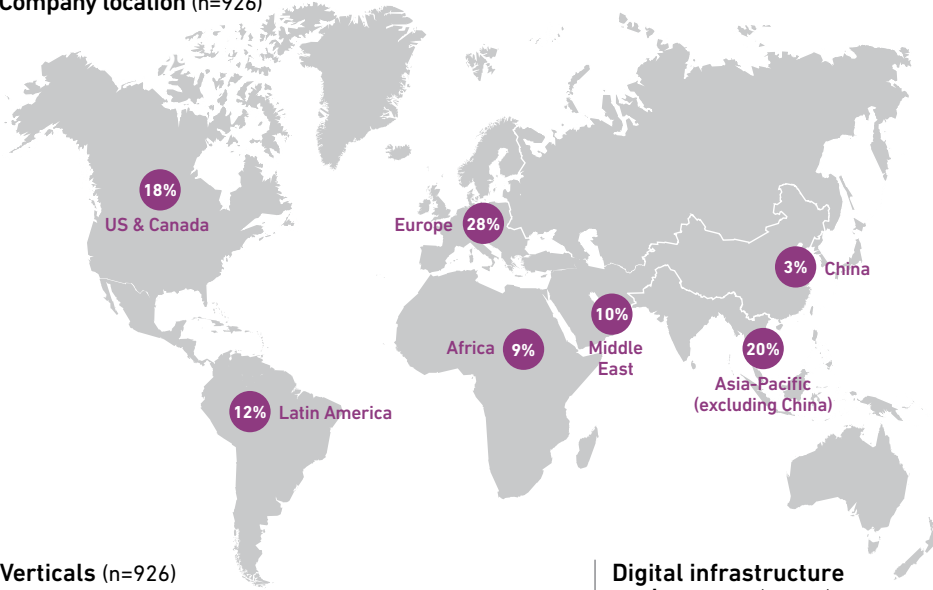 Company location (n=926)
18%
US & Canada
Europe 28%
3% China
10%
Middle
East
Africa 9%
20%
Asia-Pacific
(excluding China)
12% Latin America
Verticals (n=926)
Digital infrastructure